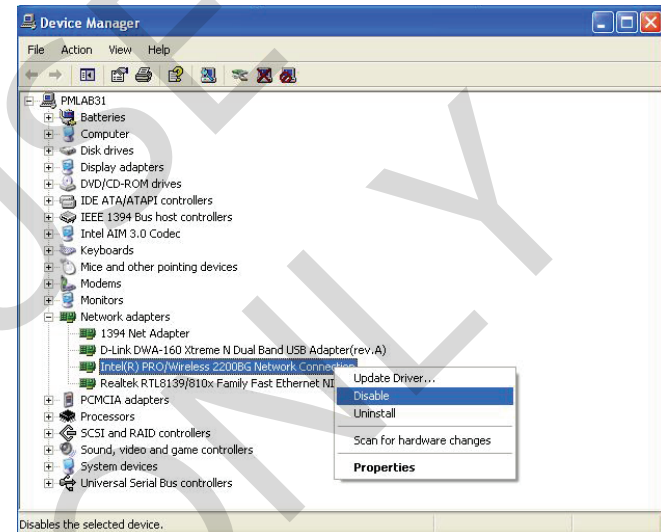 Device Manager
File Action View Help
PMLAB31
Batteries
Computer
Disk drives
Display adapters
DVD/CD-ROM drives
IDE ATA/ATAPI controllers
IEEE 1394 Bus host controllers
Intel AIM 3.0 Codec
Keyboards
Mice and other pointing devices
Modems
Monitors
Network adapters
1394 Net Adapter
D-Link DWA-160 Xtreme N Dual Band USB Adapter(rev.A)
Intel(R) PRO/Wireless 2200BG Network Connection
Realtek RTL8139/810x Family Fast Ethernet NI
PCMCIA adapters
Processors
SCSI and RAID controllers
Sound, video and game controllers
System devices
Universal Serial Bus controllers
Update Driver...
Disable
Uninstall
Scan for hardware changes
Properties
Disables the selected device.
USE
ONLY